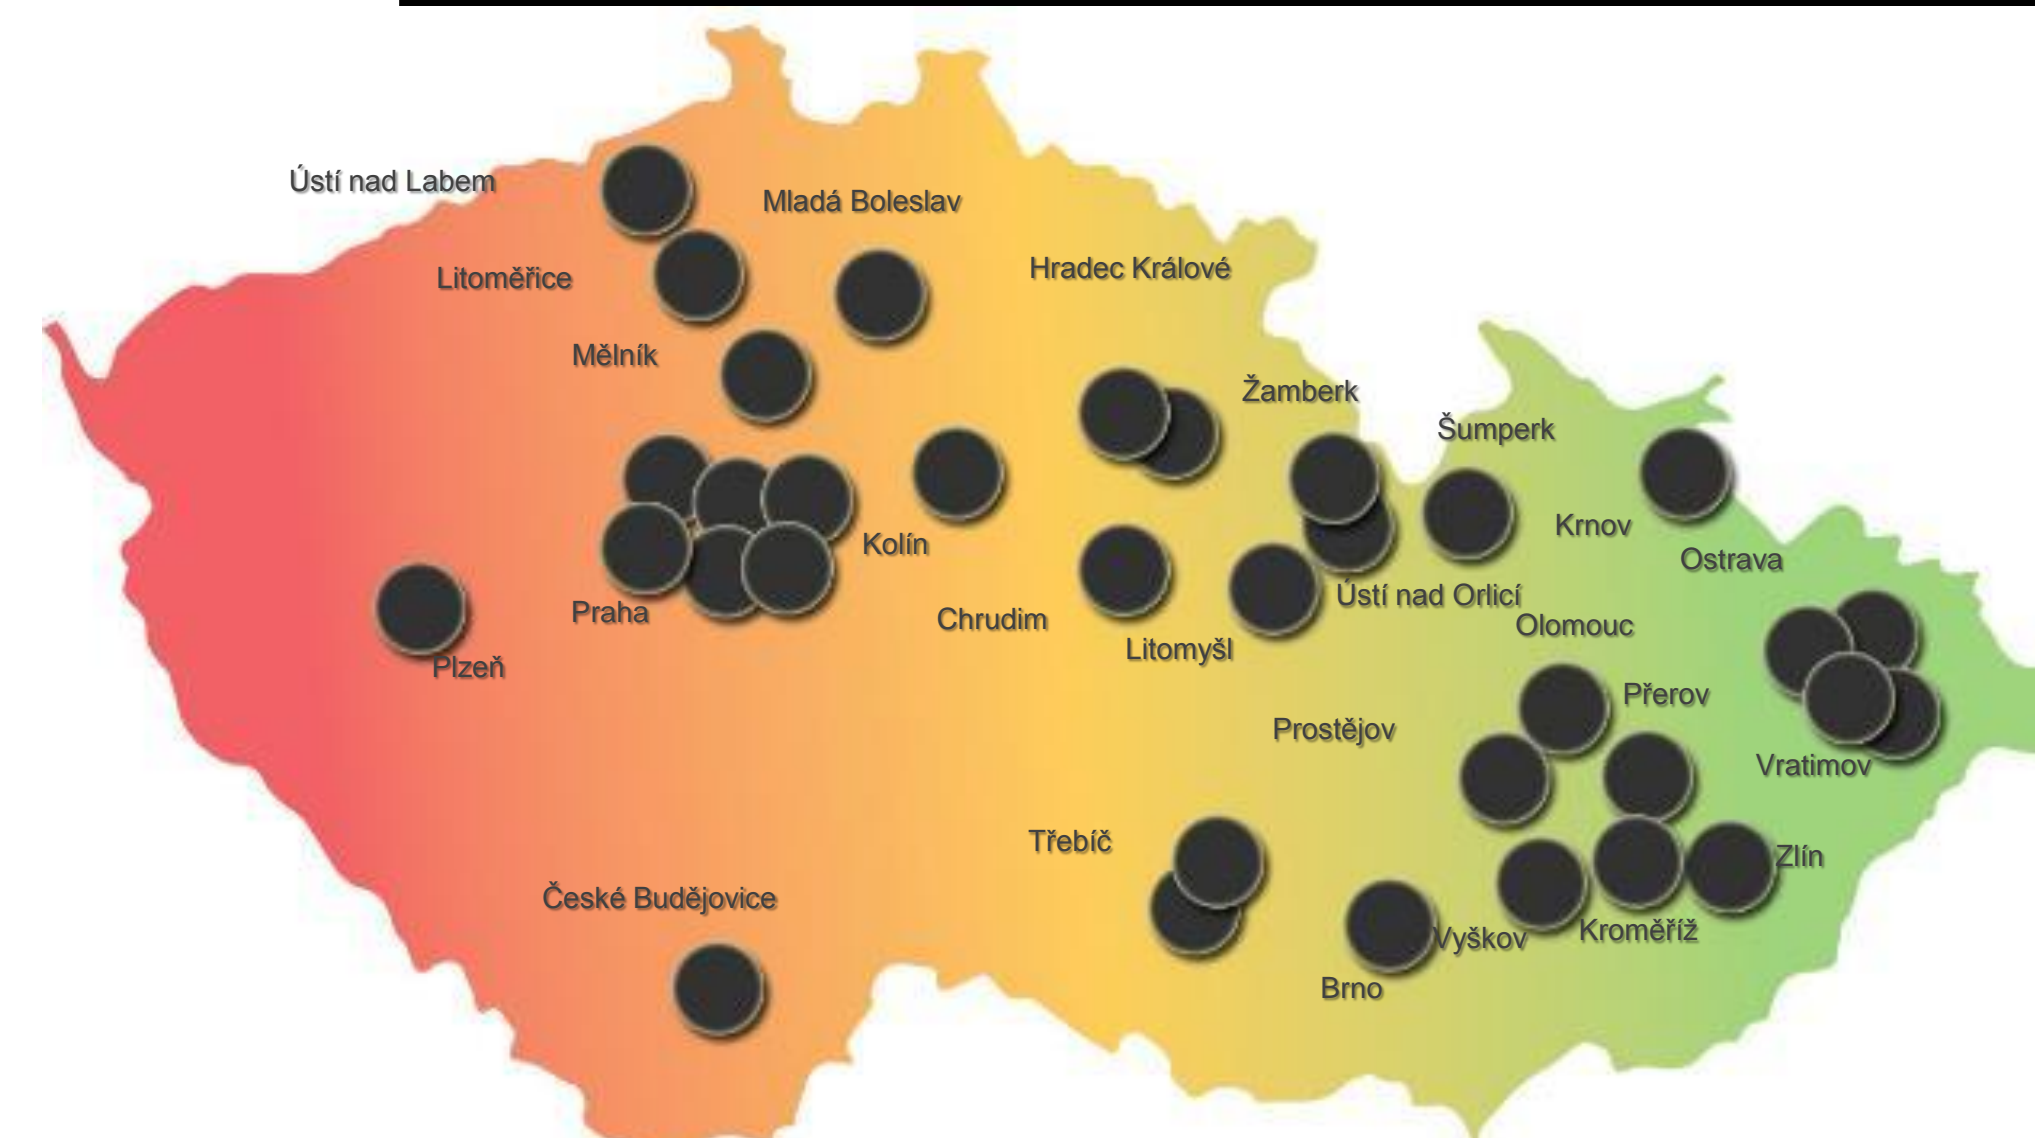 Ústí nad Labem
Mladá Boleslav
Litoměřice
Hradec Králové
Mělník
Žamberk
Šumperk
Krnov
Kolín
Ostrava
Ústí nad Orlicí
Praha
Chrudim
Olomouc
Litomyšl
Plzeň
Přerov
Prostějov
Vratimov
Třebíč
Zlín
České Budějovice
Kroměříž
Vyškov
Brno